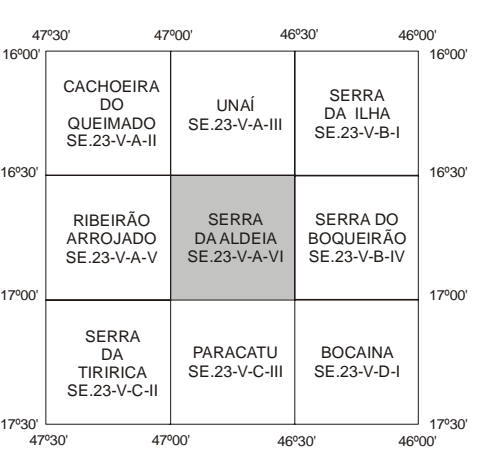 47º30' 47º00' 46º30' 46º00'
16º00' 16º00'
CACHOEIRA
DO
QUEIMADO
SE.23-V-A-II
UNAÍ
SE.23-V-A-III
SERRA
DA ILHA
SE.23-V-B-I
16º30' 16º30'
RIBEIRÃO
ARROJADO
SE.23-V-A-V
SERRA
DA ALDEIA
SE.23-V-A-VI
SERRA DO
BOQUEIRÃO
SE.23-V-B-IV
17º00' 17º00'
SERRA
DA
TIRIRICA
SE.23-V-C-II
PARACATU
SE.23-V-C-III
BOCAINA
SE.23-V-D-I
17º30' 17º30'
47º30' 47º00' 46º30' 46º00'